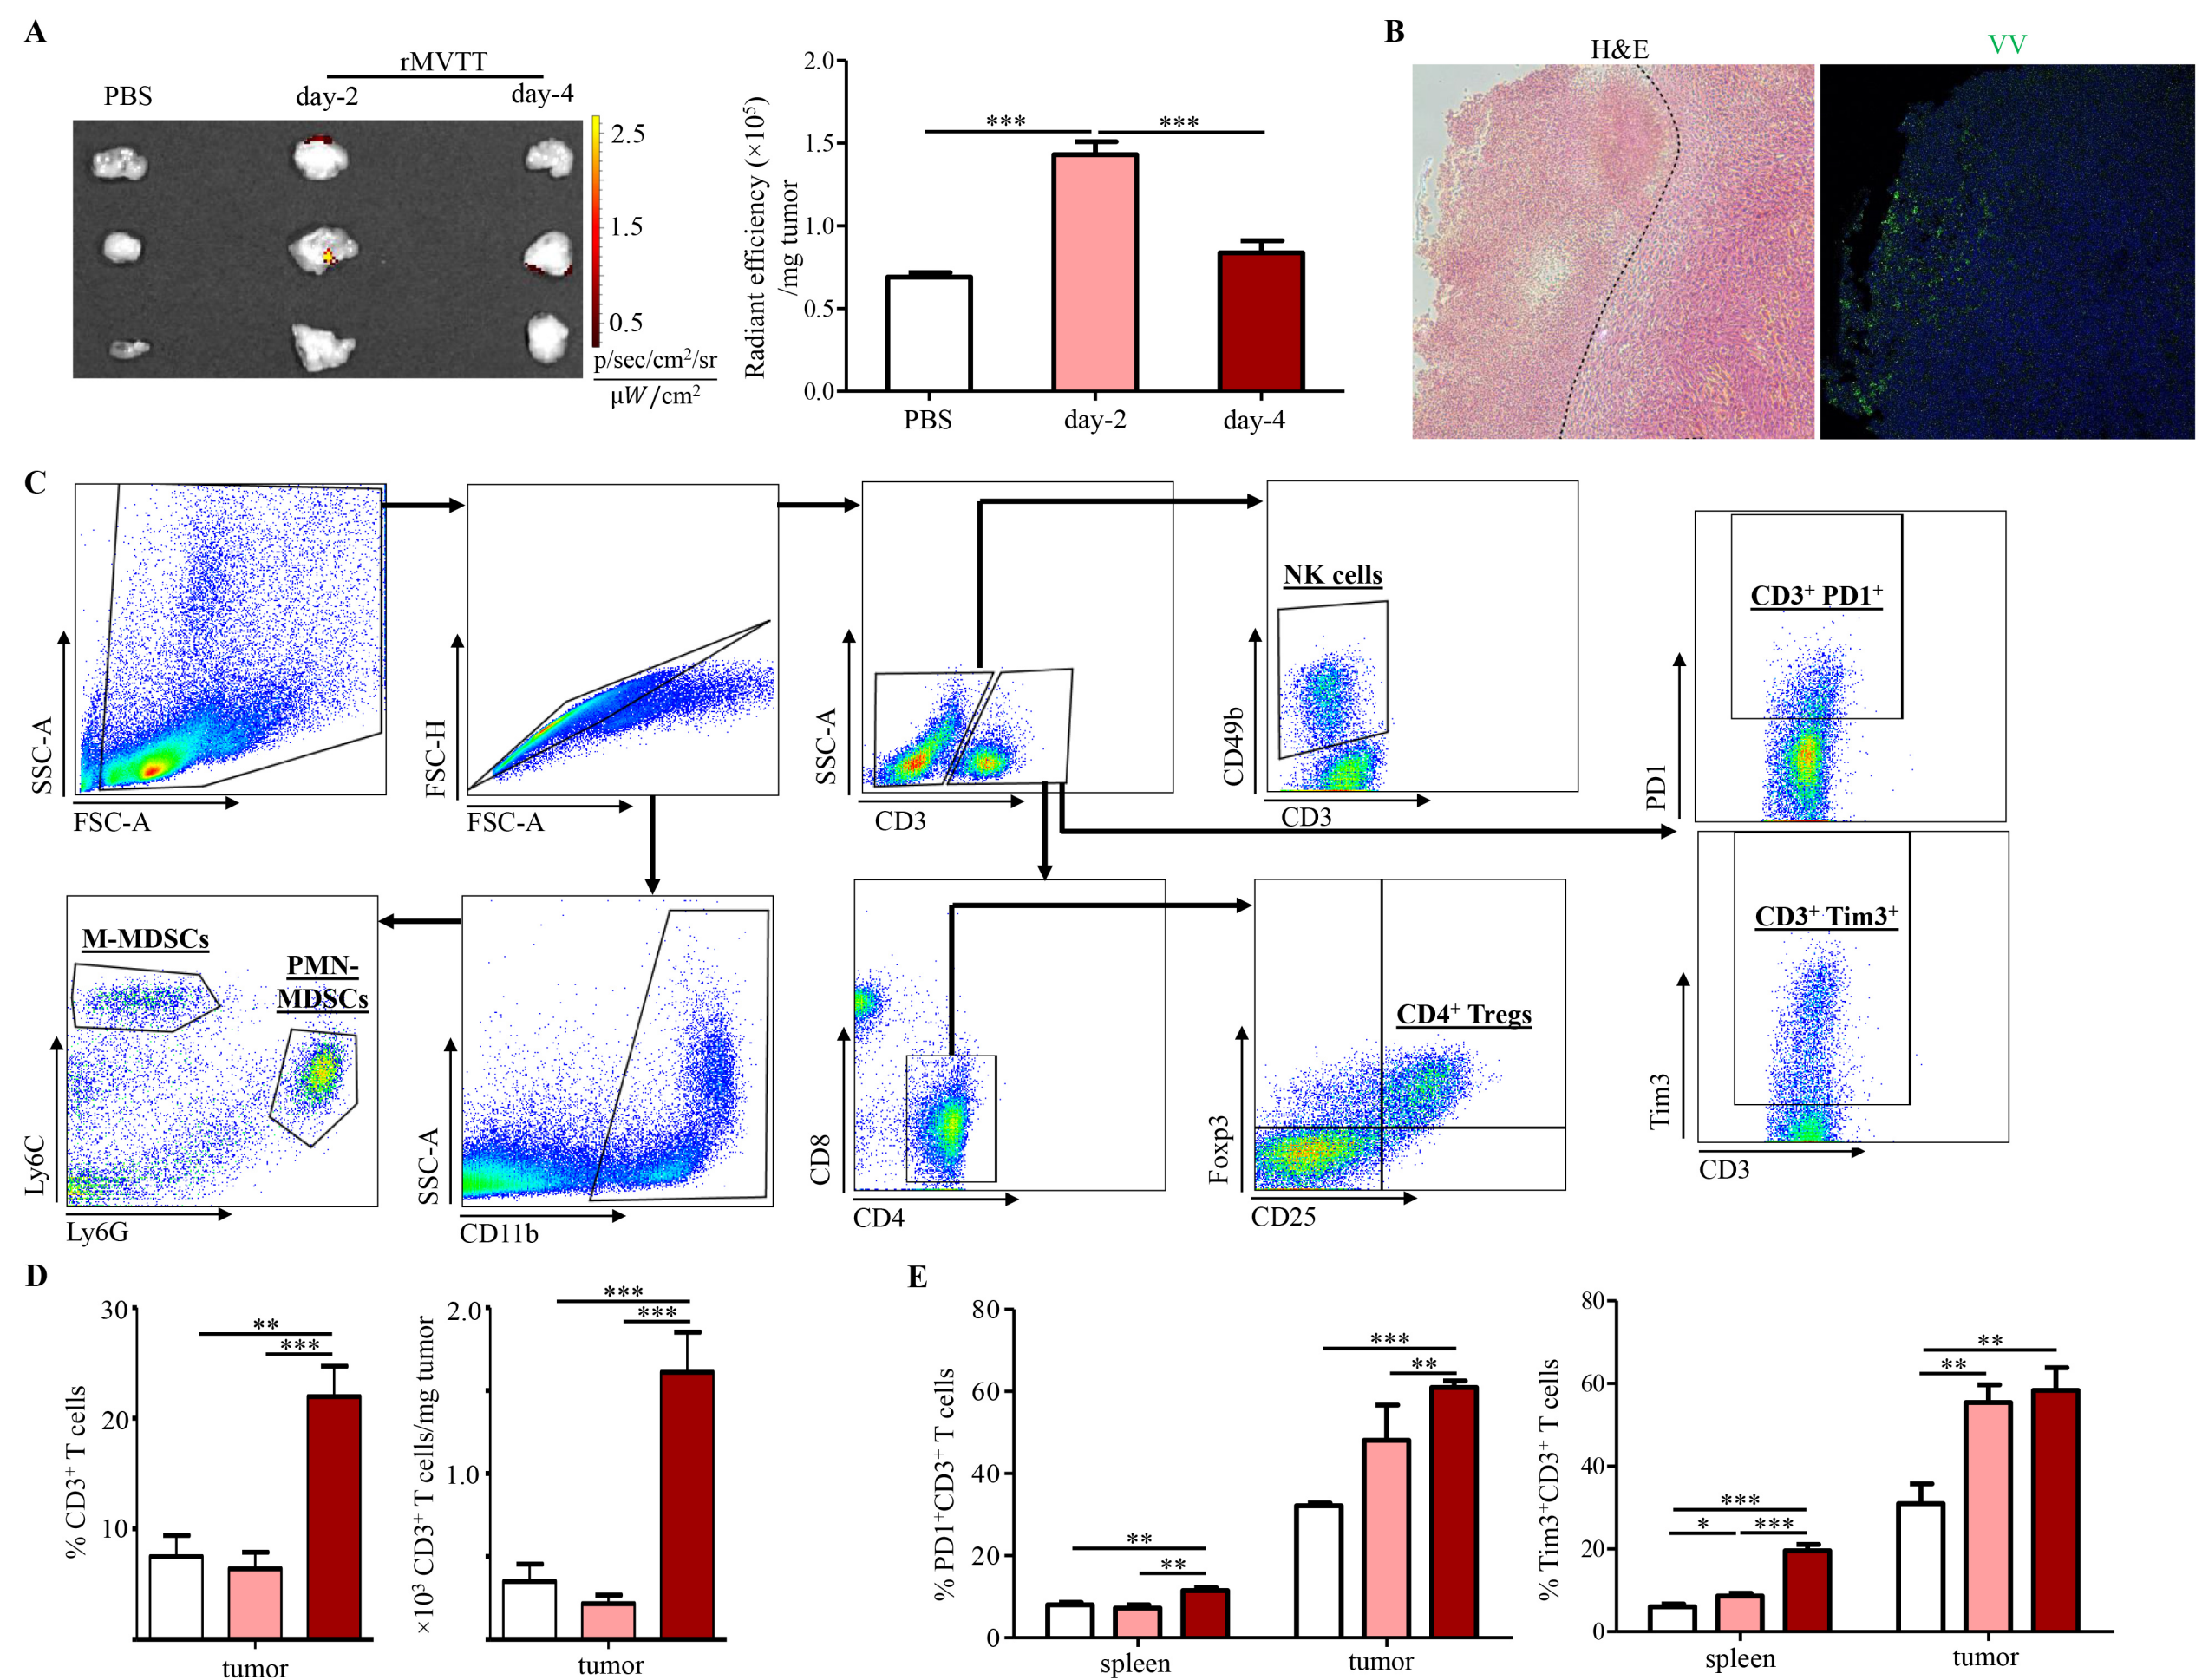 A
rMVTT
PBS
day-2
day-4
2.5
1.5
0.5
p/sec/cm²/sr
µW/cm²
Radiant efficiency (×10⁵)
/mg tumor
2.0
1.5
1.0
0.5
0.0
***
***
PBS
day-2
day-4
B
H&E
VV
C
SSC-A
FSC-A
FSC-H
FSC-A
SSC-A
CD3
NK cells
CD49b
CD3
CD3⁺ PD1⁺
PD1
M-MDSCs
PMN-
MDSCs
Ly6C
Ly6G
SSC-A
CD11b
CD8
CD4
CD4⁺ Tregs
Foxp3
CD25
CD3⁺ Tim3⁺
Tim3
CD3
D
% CD3⁺ T cells
30
20
10
**
***
tumor
×10³ CD3⁺ T cells/mg tumor
2.0
1.0
***
***
tumor
E
% PD1⁺CD3⁺ T cells
80
60
40
20
0
**
**
***
**
spleen
tumor
% Tim3⁺CD3⁺ T cells
80
60
40
20
0
***
*
***
**
**
spleen
tumor